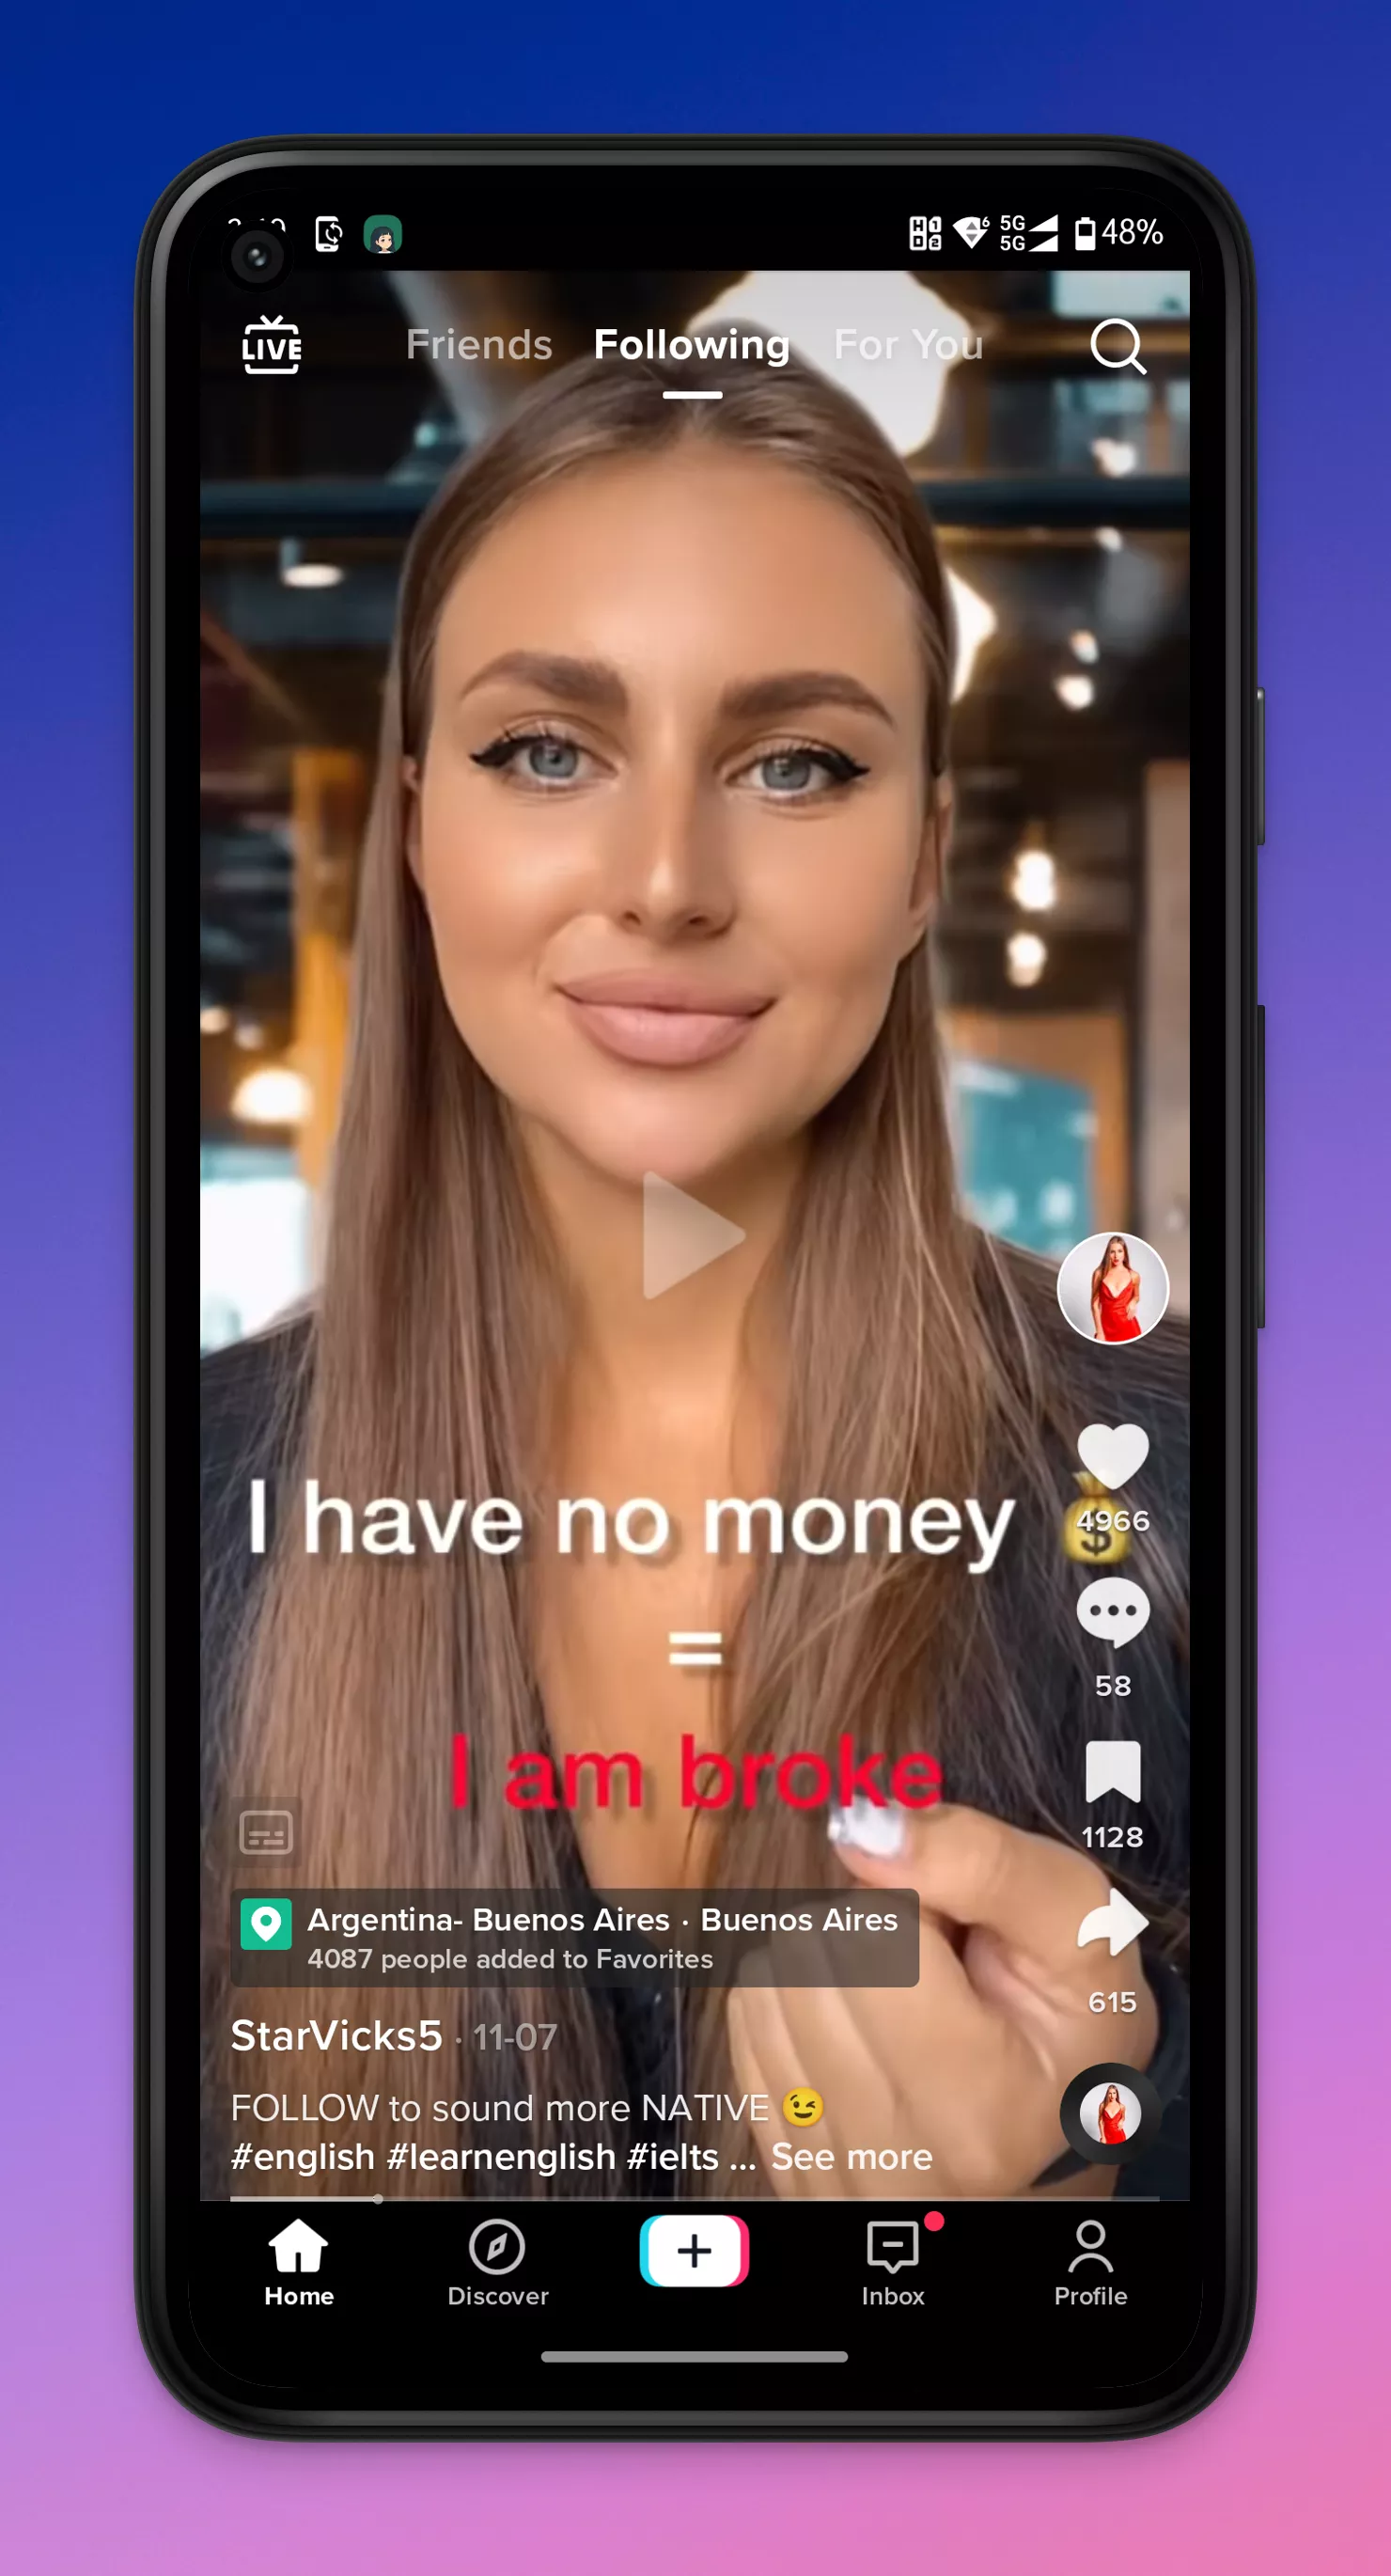 48%
5G
5G
LIVE
Friends Following For You
I have no money
4966
=
58
I am broke
1128
Argentina- Buenos Aires · Buenos Aires
4087 people added to Favorites
615
StarVicks5 · 11-07
FOLLOW to sound more NATIVE 😉
#english #learnenglish #ielts ... See more
Home Discover Inbox Profile